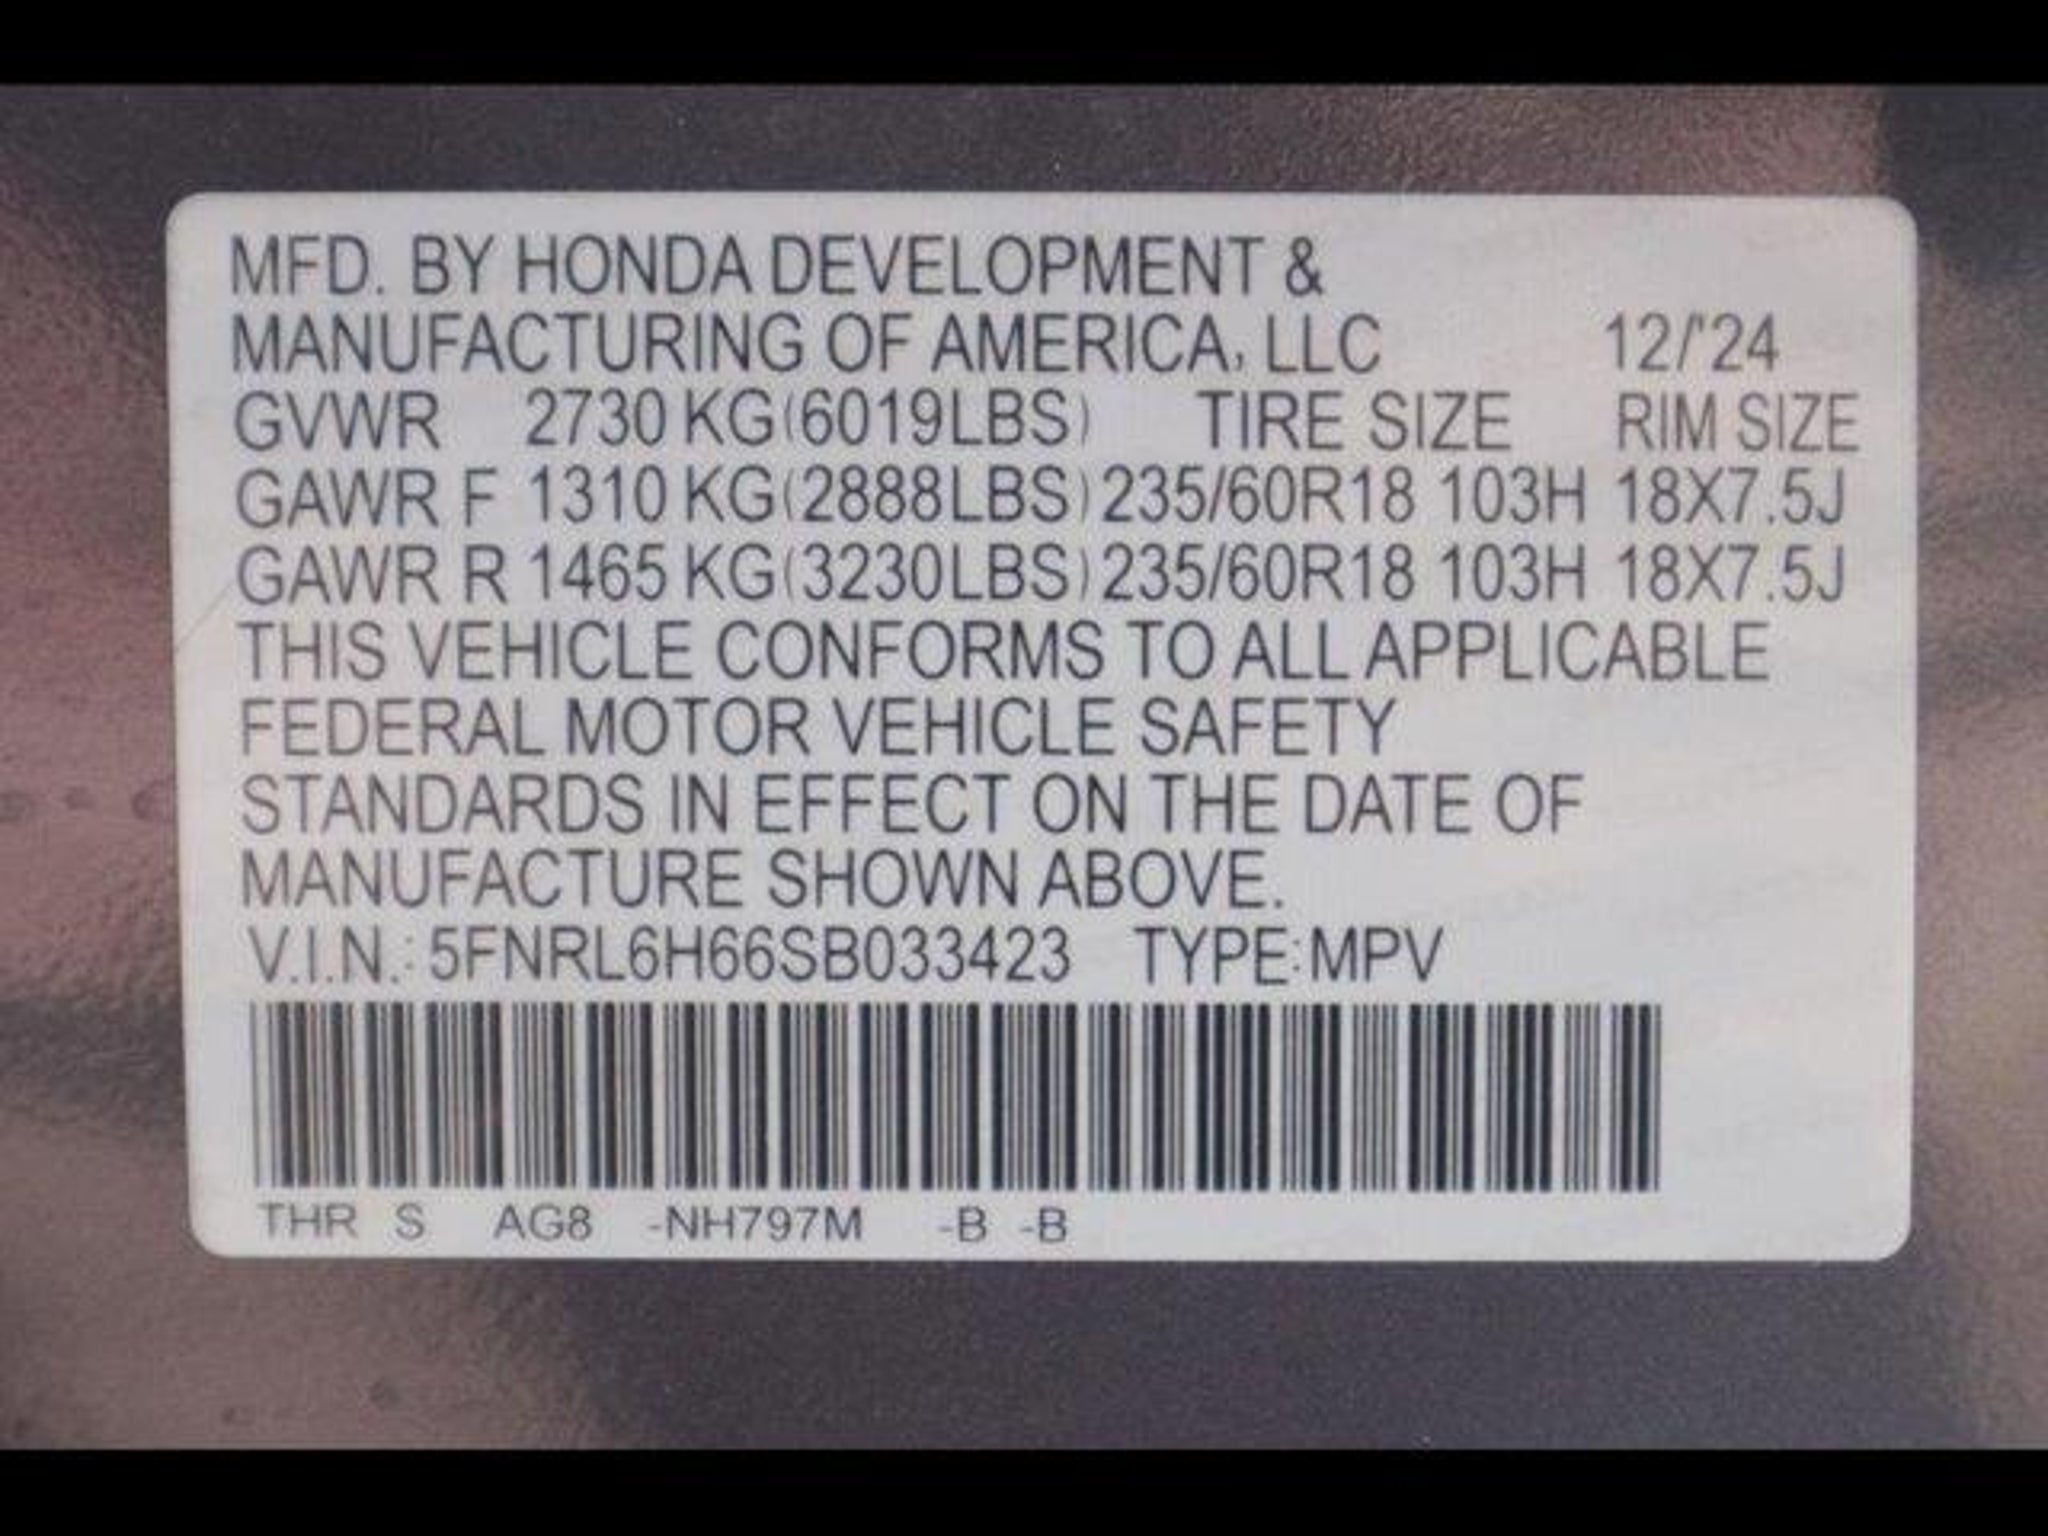 MFD. BY HONDA DEVELOPMENT &
MANUFACTURING OF AMERICA, LLC 12/'24
GVWR 2730 KG(6019LBS) TIRE SIZE RIM SIZE
GAWR F 1310 KG(2888LBS) 235/60R18 103H 18X7.5J
GAWR R 1465 KG(3230LBS) 235/60R18 103H 18X7.5J
THIS VEHICLE CONFORMS TO ALL APPLICABLE
FEDERAL MOTOR VEHICLE SAFETY
STANDARDS IN EFFECT ON THE DATE OF
MANUFACTURE SHOWN ABOVE.
V.I.N.: 5FNRL6H66SB033423 TYPE:MPV
THR S AG8 -NH797M -B -B